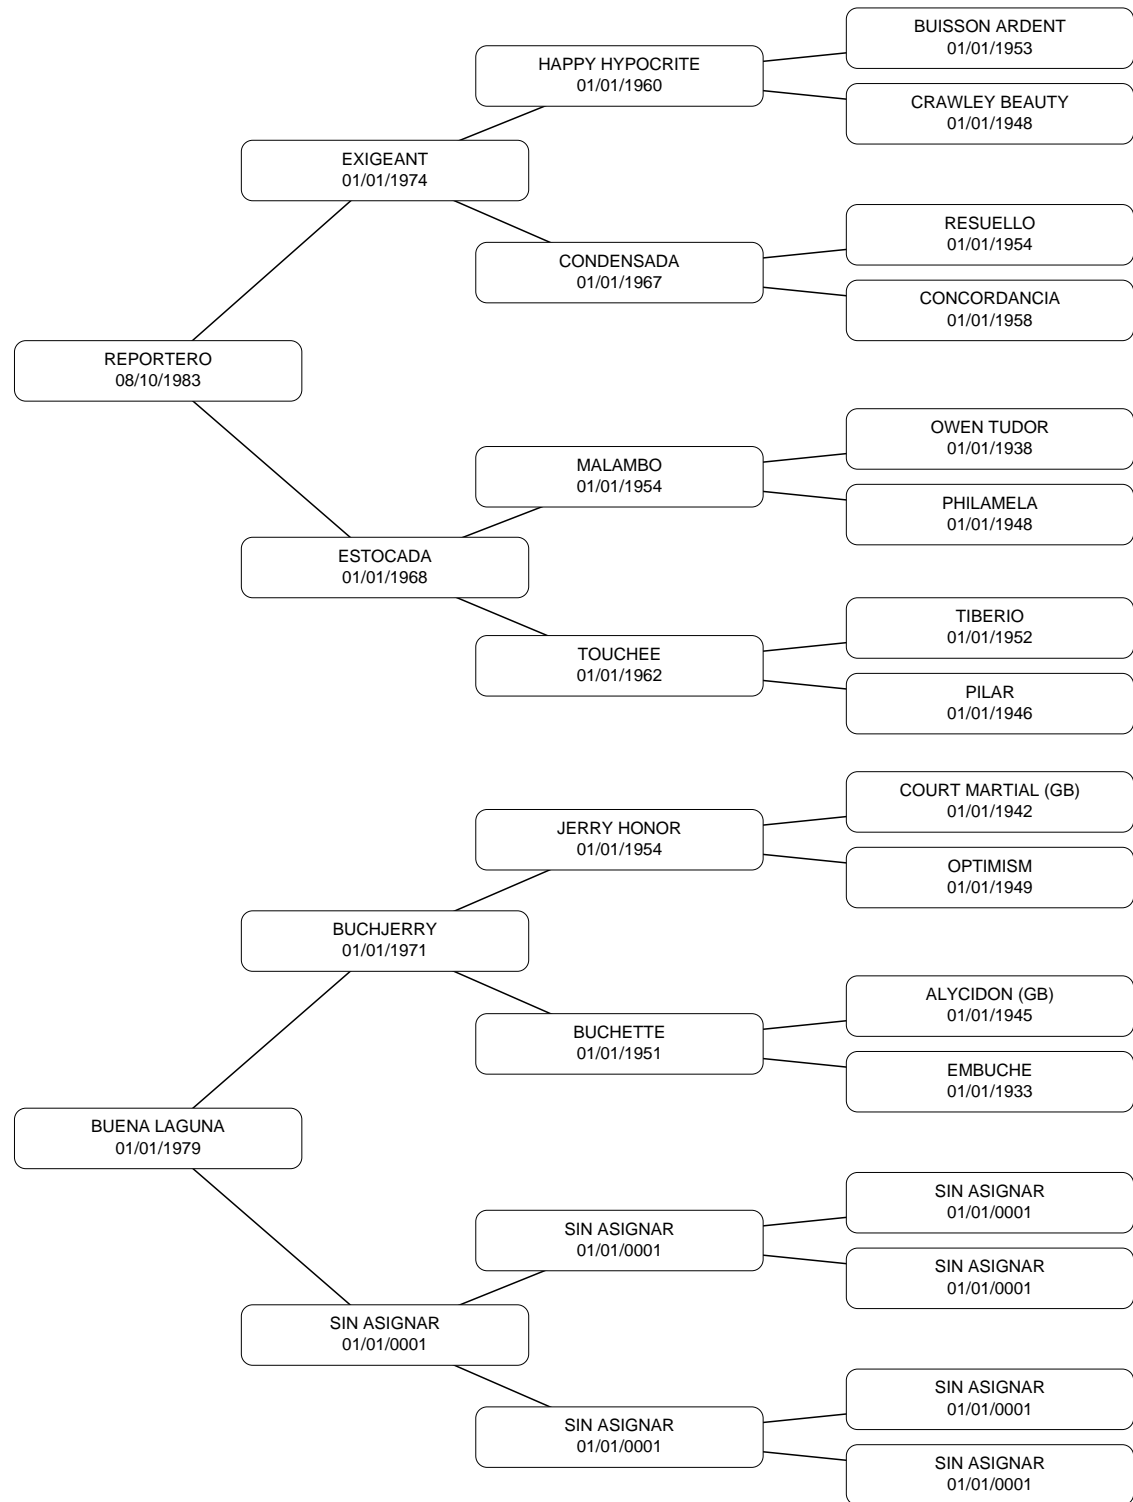 BUISSON ARDENT
01/01/1953
HAPPY HYPOCRITE
01/01/1960
CRAWLEY BEAUTY
01/01/1948
EXIGEANT
01/01/1974
RESUELLO
01/01/1954
CONDENSADA
01/01/1967
CONCORDANCIA
01/01/1958
REPORTERO
08/10/1983
OWEN TUDOR
01/01/1938
MALAMBO
01/01/1954
PHILAMELA
01/01/1948
ESTOCADA
01/01/1968
TIBERIO
01/01/1952
TOUCHEE
01/01/1962
PILAR
01/01/1946
COURT MARTIAL (GB)
01/01/1942
JERRY HONOR
01/01/1954
OPTIMISM
01/01/1949
BUCHJERRY
01/01/1971
ALYCIDON (GB)
01/01/1945
BUCHETTE
01/01/1951
EMBUCHE
01/01/1933
BUENA LAGUNA
01/01/1979
SIN ASIGNAR
01/01/0001
SIN ASIGNAR
01/01/0001
SIN ASIGNAR
01/01/0001
SIN ASIGNAR
01/01/0001
SIN ASIGNAR
01/01/0001
SIN ASIGNAR
01/01/0001
SIN ASIGNAR
01/01/0001